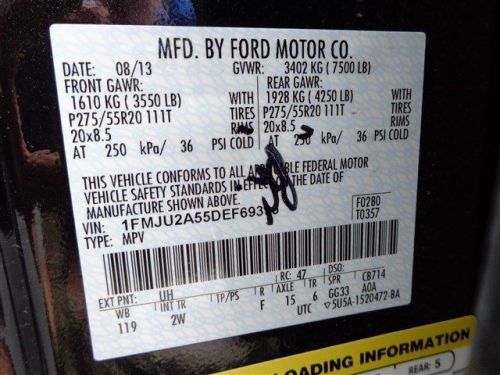 MFD. BY FORD MOTOR CO.
DATE: 08/13 GVWR: 3402 KG ( 7500 LB)
FRONT GAWR: REAR GAWR:
1610 KG ( 3550 LB) WITH 1928 KG ( 4250 LB) WITH
P275/55R20 111T TIRES P275/55R20 111T TIRES
20x8.5 RIMS 20x8.5 RIMS
AT 250 kPa/ 36 PSI COLD AT 250 kPa/ 36 PSI COLD
THIS VEHICLE CONFORMS TO ALL APPLICABLE FEDERAL MOTOR
VEHICLE SAFETY STANDARDS IN EFFECT THE DATE OF
MANUFACTURE SHOWN ABOVE.
VIN: F0280
TYPE: MPV T0357
EXT PNT: UH RC: 47 DSO:
WB INT TR TP/PS R AXLE TR SPR CB714
119 2W F 15 6 GG33 AOA
UTC ▽5U5A-1520472-BA
LOADING INFORMATION
REAR: 5